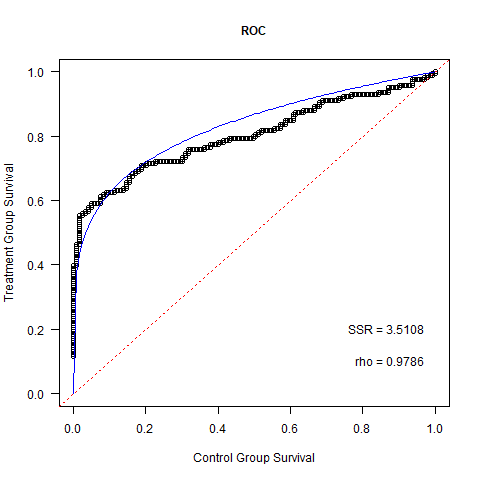 ROC
Treatment Group Survival
1.0
0.8
0.6
0.4
0.2
0.0
SSR = 3.5108
rho = 0.9786
0.0 0.2 0.4 0.6 0.8 1.0
Control Group Survival